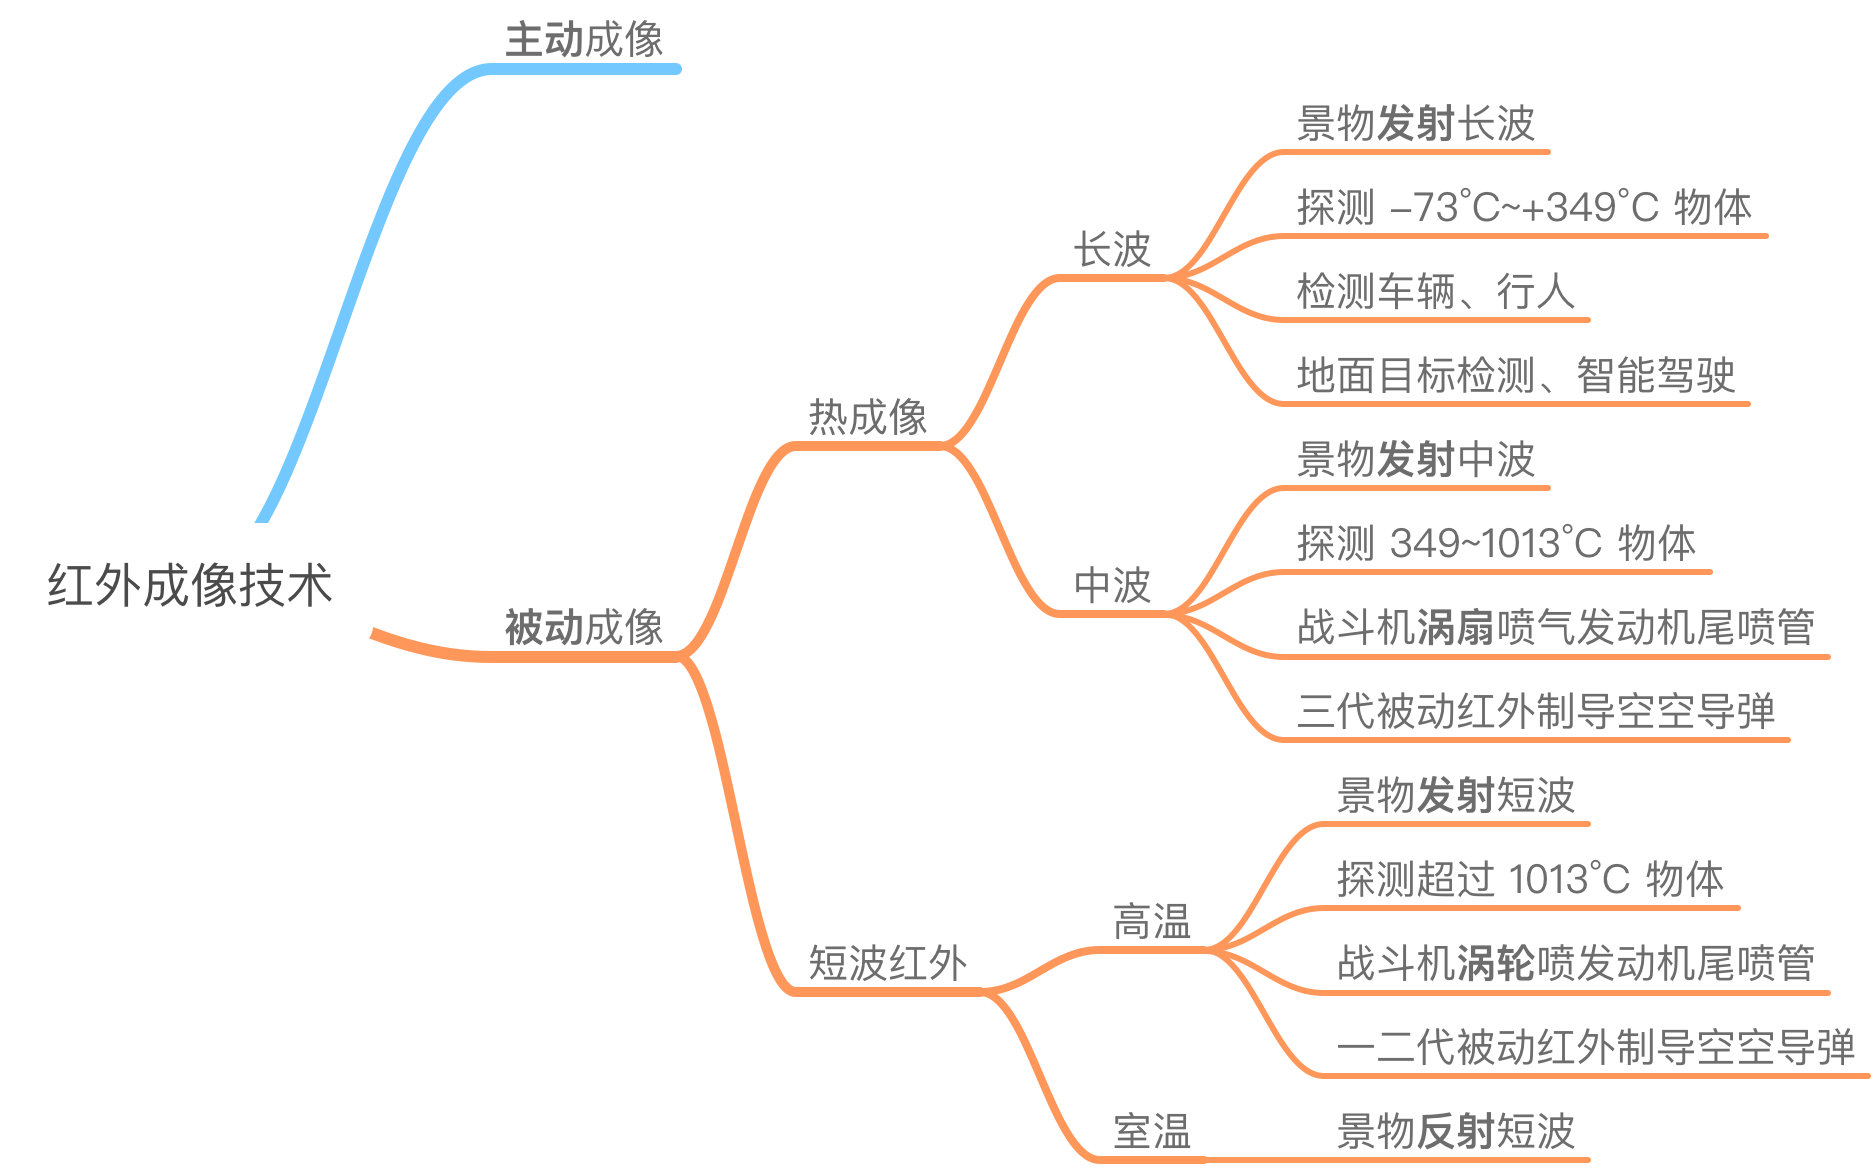 红外成像技术
主动成像
被动成像
热成像
长波
景物发射长波
探测 -73°C~+349°C 物体
检测车辆、行人
地面目标检测、智能驾驶
中波
景物发射中波
探测 349~1013°C 物体
战斗机涡扇喷气发动机尾喷管
三代被动红外制导空空导弹
短波红外
高温
景物发射短波
探测超过 1013°C 物体
战斗机涡轮喷发动机尾喷管
一二代被动红外制导空空导弹
室温
景物反射短波